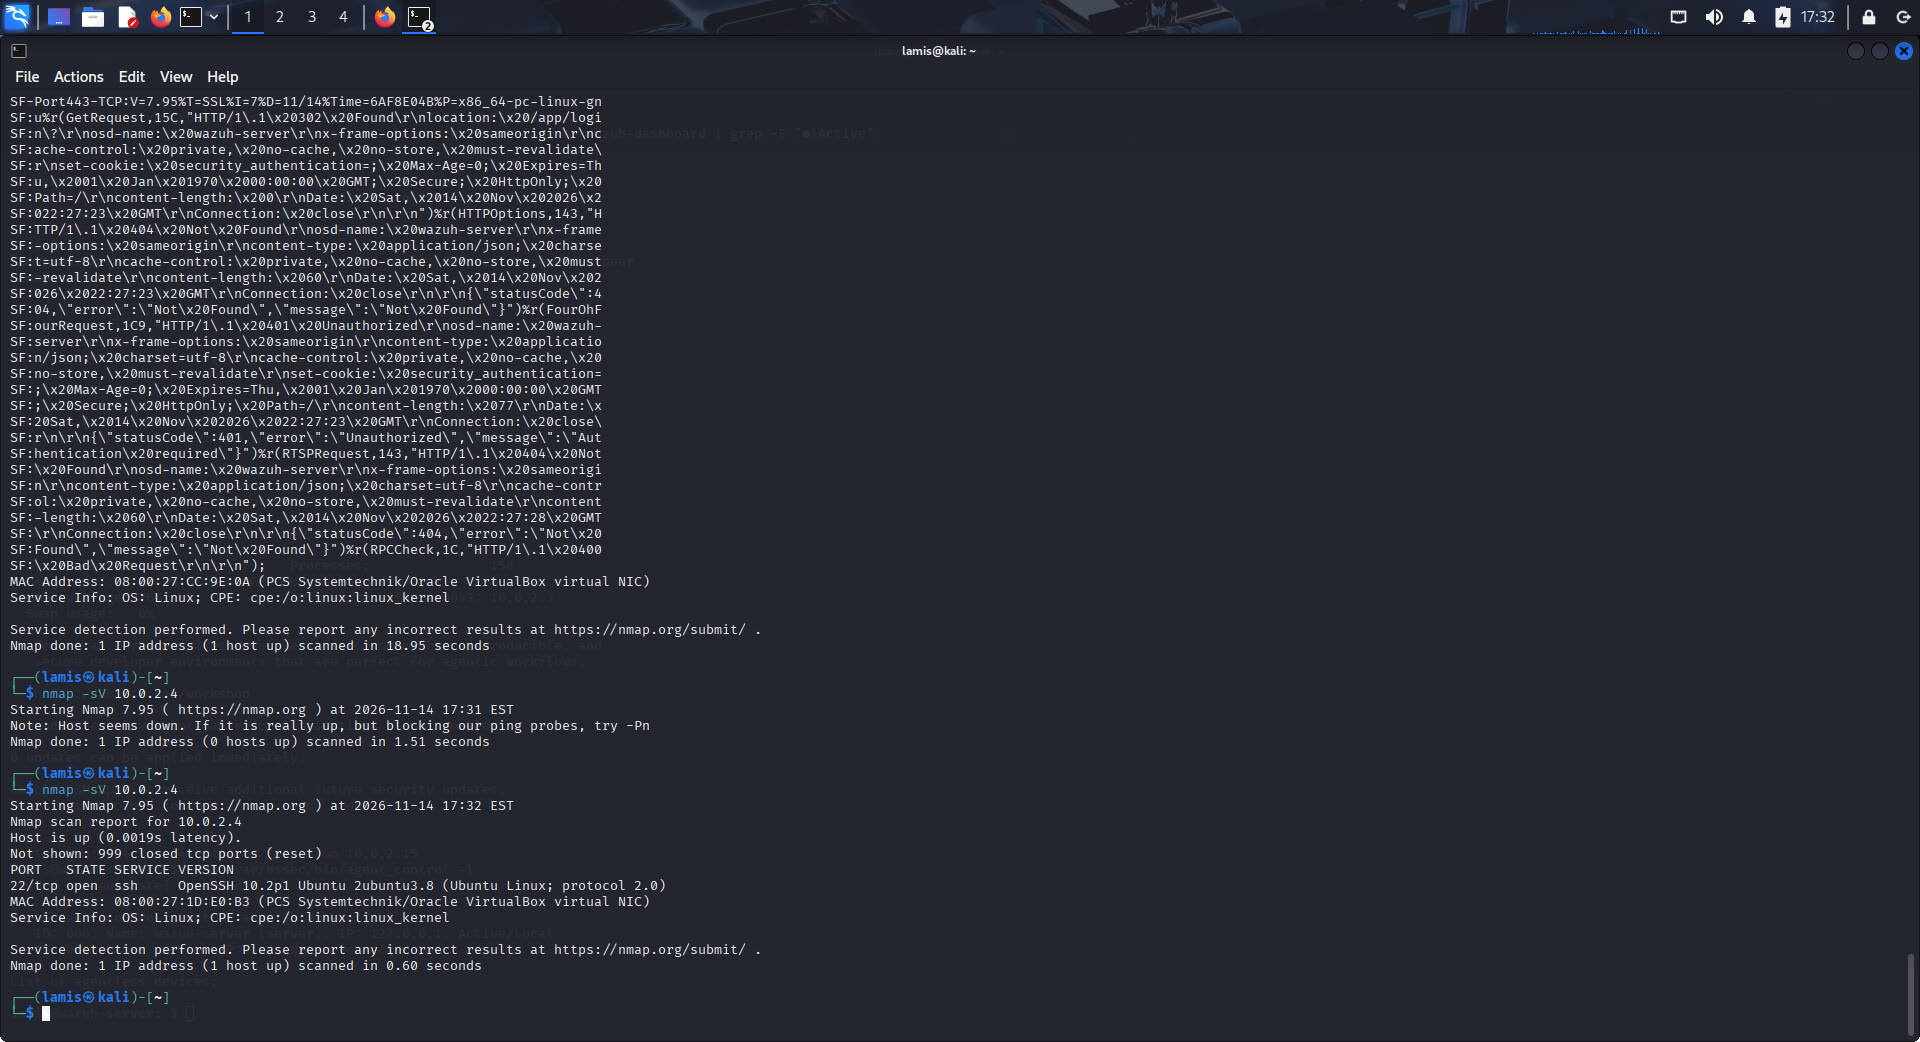 1 2 3 4 2 17:32
lamis@kali: ~
File Actions Edit View Help
SF-Port443-TCP:V=7.95%T=SSL%I=7%D=11/14%Time=6AF8E04B%P=x86_64-pc-linux-gn
SF:u%r(GetRequest,15C,"HTTP/1\.1\x20302\x20Found\r\nlocation:\x20/app/logi
SF:n\?\r\nosd-name:\x20wazuh-server\r\nx-frame-options:\x20sameorigin\r\nc
SF:ache-control:\x20private,\x20no-cache,\x20no-store,\x20must-revalidate\
SF:r\nset-cookie:\x20security_authentication=;\x20Max-Age=0;\x20Expires=Th
SF:u,\x2001\x20Jan\x201970\x2000:00:00\x20GMT;\x20Secure;\x20HttpOnly;\x20
SF:Path=/\r\ncontent-length:\x200\r\nDate:\x20Sat,\x2014\x20Nov\x202026\x2
SF:022:27:23\x20GMT\r\nConnection:\x20close\r\n\r\n")%r(HTTPOptions,143,"H
SF:TTP/1\.1\x20404\x20Not\x20Found\r\nosd-name:\x20wazuh-server\r\nx-frame
SF:-options:\x20sameorigin\r\ncontent-type:\x20application/json;\x20charse
SF:t=utf-8\r\ncache-control:\x20private,\x20no-cache,\x20no-store,\x20must
SF:-revalidate\r\ncontent-length:\x2060\r\nDate:\x20Sat,\x2014\x20Nov\x202
SF:026\x2022:27:23\x20GMT\r\nConnection:\x20close\r\n\r\n{\"statusCode\":4
SF:04,\"error\":\"Not\x20Found\",\"message\":\"Not\x20Found\"}")%r(FourOhF
SF:ourRequest,1C9,"HTTP/1\.1\x20401\x20Unauthorized\r\nosd-name:\x20wazuh-
SF:server\r\nx-frame-options:\x20sameorigin\r\ncontent-type:\x20applicatio
SF:n/json;\x20charset=utf-8\r\ncache-control:\x20private,\x20no-cache,\x20
SF:no-store,\x20must-revalidate\r\nset-cookie:\x20security_authentication=
SF:;\x20Max-Age=0;\x20Expires=Thu,\x2001\x20Jan\x201970\x2000:00:00\x20GMT
SF:;\x20Secure;\x20HttpOnly;\x20Path=/\r\ncontent-length:\x2077\r\nDate:\x
SF:20Sat,\x2014\x20Nov\x202026\x2022:27:23\x20GMT\r\nConnection:\x20close\
SF:r\n\r\n{\"statusCode\":401,\"error\":\"Unauthorized\",\"message\":\"Aut
SF:hentication\x20required\"}")%r(RTSPRequest,143,"HTTP/1\.1\x20404\x20Not
SF:\x20Found\r\nosd-name:\x20wazuh-server\r\nx-frame-options:\x20sameorigi
SF:n\r\ncontent-type:\x20application/json;\x20charset=utf-8\r\ncache-contr
SF:ol:\x20private,\x20no-cache,\x20no-store,\x20must-revalidate\r\ncontent
SF:-length:\x2060\r\nDate:\x20Sat,\x2014\x20Nov\x202026\x2022:27:28\x20GMT
SF:\r\nConnection:\x20close\r\n\r\n{\"statusCode\":404,\"error\":\"Not\x20
SF:Found\",\"message\":\"Not\x20Found\"}")%r(RPCCheck,1C,"HTTP/1\.1\x20400
SF:\x20Bad\x20Request\r\n\r\n");
MAC Address: 08:00:27:CC:9E:0A (PCS Systemtechnik/Oracle VirtualBox virtual NIC)
Service Info: OS: Linux; CPE: cpe:/o:linux:linux_kernel
Service detection performed. Please report any incorrect results at https://nmap.org/submit/ .
Nmap done: 1 IP address (1 host up) scanned in 18.95 seconds
┌──(lamis㉿kali)-[~]
└─$ nmap -sV 10.0.2.4
Starting Nmap 7.95 ( https://nmap.org ) at 2026-11-14 17:31 EST
Note: Host seems down. If it is really up, but blocking our ping probes, try -Pn
Nmap done: 1 IP address (0 hosts up) scanned in 1.51 seconds
┌──(lamis㉿kali)-[~]
└─$ nmap -sV 10.0.2.4
Starting Nmap 7.95 ( https://nmap.org ) at 2026-11-14 17:32 EST
Nmap scan report for 10.0.2.4
Host is up (0.0019s latency).
Not shown: 999 closed tcp ports (reset)
PORT STATE SERVICE VERSION
22/tcp open ssh OpenSSH 10.2p1 Ubuntu 2ubuntu3.8 (Ubuntu Linux; protocol 2.0)
MAC Address: 08:00:27:1D:E0:B3 (PCS Systemtechnik/Oracle VirtualBox virtual NIC)
Service Info: OS: Linux; CPE: cpe:/o:linux:linux_kernel
Service detection performed. Please report any incorrect results at https://nmap.org/submit/ .
Nmap done: 1 IP address (1 host up) scanned in 0.60 seconds
┌──(lamis㉿kali)-[~]
└─$